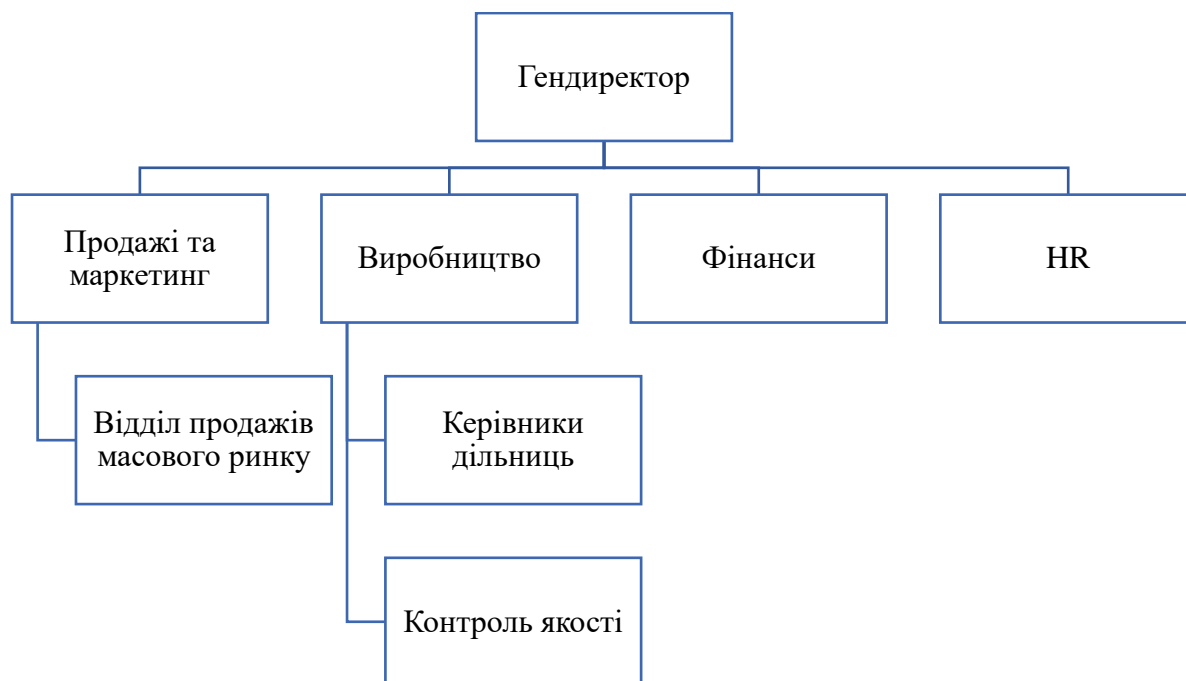 Гендиректор
Продажі та
маркетинг
Виробництво
Фінанси
HR
Відділ продажів
масового ринку
Керівники
дільниць
Контроль якості